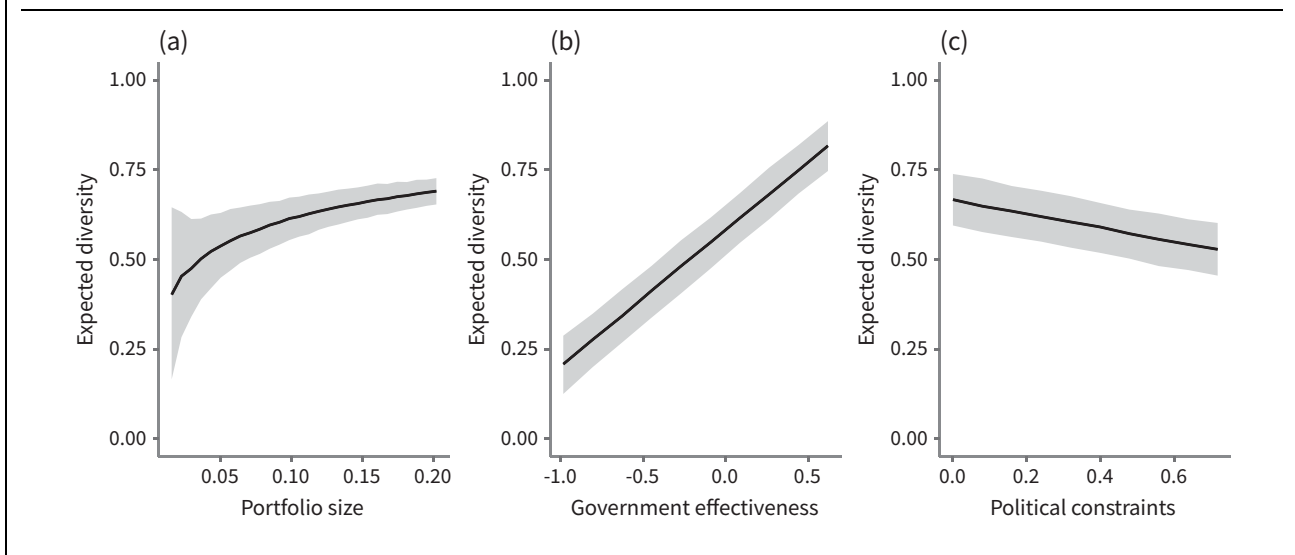 (a)
1.00
0.75
0.50
0.25
0.00
Expected diversity
0.05 0.10 0.15 0.20
Portfolio size
(b)
1.00
0.75
0.50
0.25
0.00
Expected diversity
-1.0 -0.5 0.0 0.5
Government effectiveness
(c)
1.00
0.75
0.50
0.25
0.00
Expected diversity
0.0 0.2 0.4 0.6
Political constraints